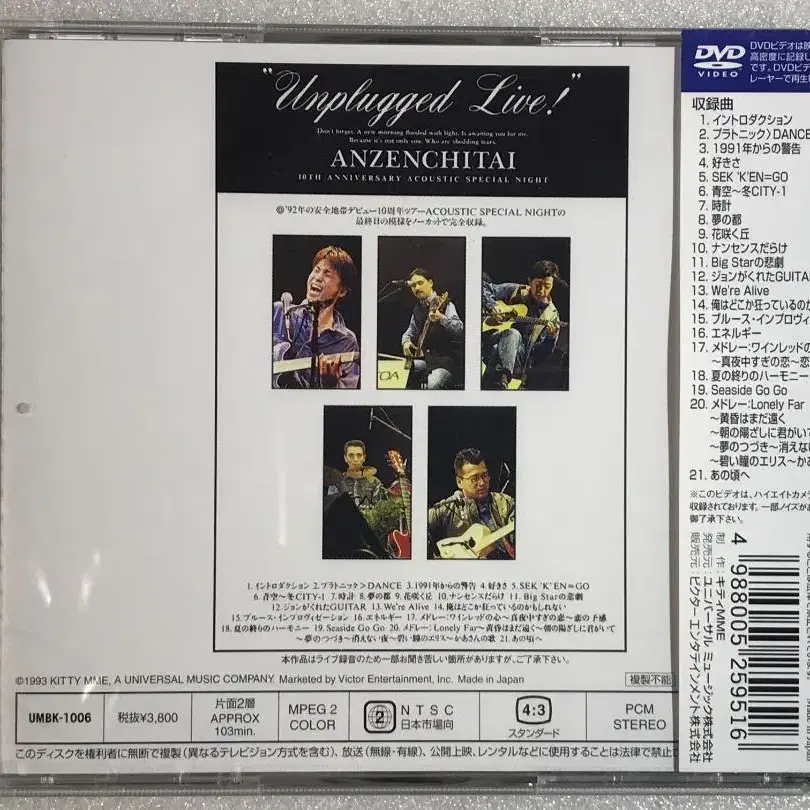 "Unplugged Live!"
Don't forget. A new morning flooded with light, Is awaiting you for me.
Because it's not only you. Who are shedding tears.
ANZENCHITAI
10TH ANNIVERSARY ACOUSTIC SPECIAL NIGHT
◎'92年の安全地帯デビュー10周年ツアーACOUSTIC SPECIAL NIGHTの
最終日の模様をノーカットで完全収録。
1.イントロダクション 2.プラトニック>DANCE 3.1991年からの警告 4.好きさ 5.SEK 'K'EN=GO
6.青空〜冬CITY-1 7.時計 8.夢の都 9.花咲く丘 10.ナンセンスだらけ 11.Big Starの悲劇
12.ジョンがくれたGUITAR 13.We're Alive 14.俺はどこか狂っているのかもしれない
15.ブルース・インプロヴィゼーション 16.エネルギー 17.メドレー:ワインレッドの心〜真夜中すぎの恋〜恋の予感
18.夏の終りのハーモニー 19.Seaside Go Go 20.メドレー:Lonely Far〜黄昏はまだ遠く〜朝の陽ざしに君がいて
〜夢のつづき〜消えない夜〜碧い瞳のエリス〜かあさんの歌 21.あの頃へ
本作品はライブ録音のため一部お聞き苦しい箇所がありますが、ご了承下さい。
©1993 KITTY MME, A UNIVERSAL MUSIC COMPANY. Marketed by Victor Entertainment, Inc. Made in Japan
複製不能
UMBK-1006
税抜¥3,800
片面2層
APPROX
103min.
MPEG 2
COLOR
2
NTSC
日本市場向
4:3
スタンダード
PCM
STEREO
このディスクを権利者に無断で複製(異なるテレビジョン方式を含む)、放送(無線・有線)、公開上映、レンタルなどに使用することは法律で禁止
DVD
VIDEO
DVDビデオは映
高密度に記録し
です。DVDビデ
レーヤーで再生
収録曲
1. イントロダクション
2. プラトニック>DANCE
3. 1991年からの警告
4. 好きさ
5. SEK 'K'EN=GO
6. 青空〜冬CITY-1
7. 時計
8. 夢の都
9. 花咲く丘
10. ナンセンスだらけ
11. Big Starの悲劇
12. ジョンがくれたGUITA
13. We're Alive
14. 俺はどこか狂っているのか
15. ブルース・インプロヴィ
16. エネルギー
17. メドレー:ワインレッドの
〜真夜中すぎの恋〜恋
18. 夏の終りのハーモニー
19. Seaside Go Go
20. メドレー:Lonely Far
〜黄昏はまだ遠く
〜朝の陽ざしに君がいて
〜夢のつづき〜消えない
〜碧い瞳のエリス〜かあ
21. あの頃へ
※このビデオは、ハイエイトカメラ
収録されております。一部ノイズがお
御了承下さい。
制 作:キティMME
発売元:ユニバーサル ミュージック株式会社
販売元:ビクター エンタテインメント株式会社
4 988005 259516